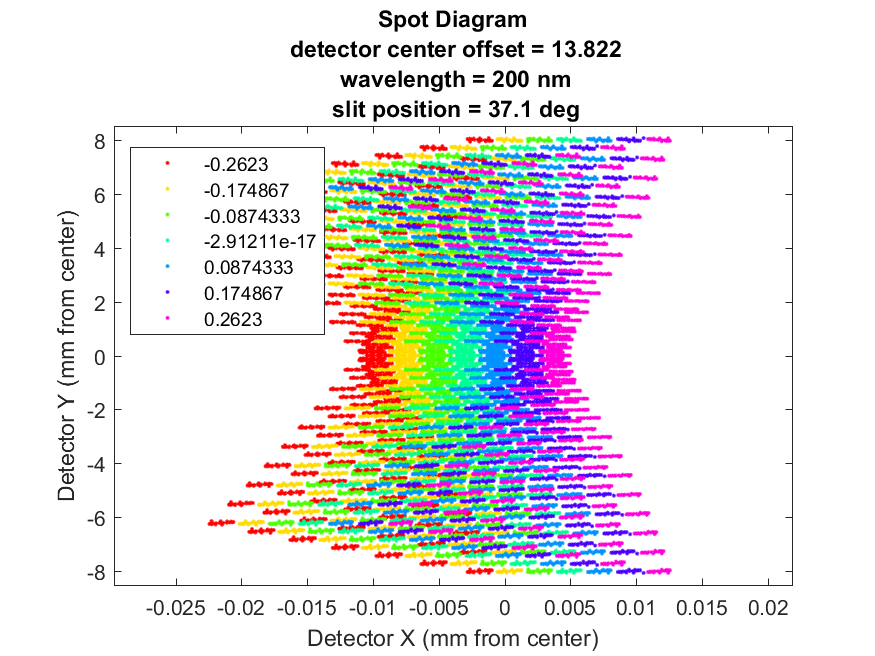 Spot Diagram
detector center offset = 13.822
wavelength = 200 nm
slit position = 37.1 deg
8
6
4
2
0
-2
-4
-6
-8
Detector Y (mm from center)
-0.2623
-0.174867
-0.0874333
-2.91211e-17
0.0874333
0.174867
0.2623
-0.025 -0.02 -0.015 -0.01 -0.005 0 0.005 0.01 0.015 0.02
Detector X (mm from center)